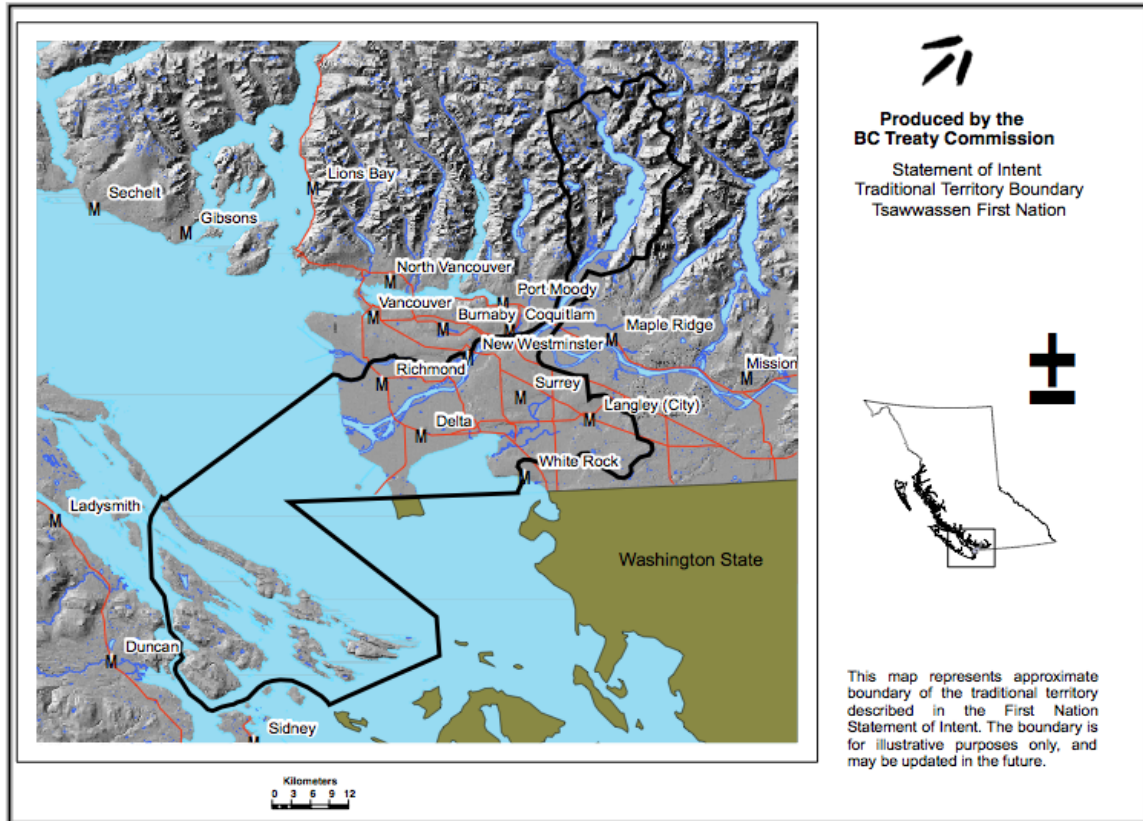 Produced by the
BC Treaty Commission
Statement of Intent
Traditional Territory Boundary
Tsawwassen First Nation
Lions Bay
Sechelt
M
M
Gibsons
M
North Vancouver
M
Port Moody
M
Vancouver
M
Burnaby
M
Coquitlam
M
Maple Ridge
M
New Westminster
M
Richmond
M
Mission
M
Surrey
M
Langley (City)
M
Delta
M
White Rock
M
Ladysmith
M
Washington State
Duncan
M
Sidney
M
This map represents approximate
boundary of the traditional territory
described in the First Nation
Statement of Intent. The boundary is
for illustrative purposes only, and
may be updated in the future.
Kilometers
0 3 6 9 12